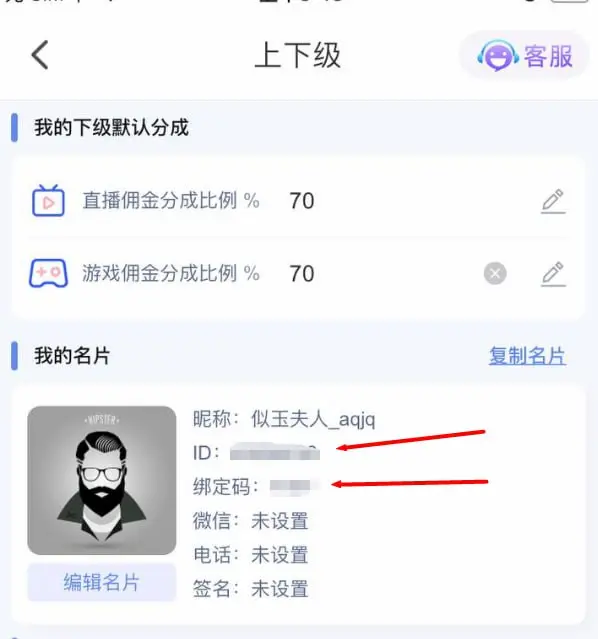 上下级
客服
我的下级默认分成
直播佣金分成比例 % 70
游戏佣金分成比例 % 70
我的名片
复制名片
HIPSTER
昵称：似玉夫人_aqjq
ID：
绑定码：
微信：未设置
电话：未设置
编辑名片
签名：未设置